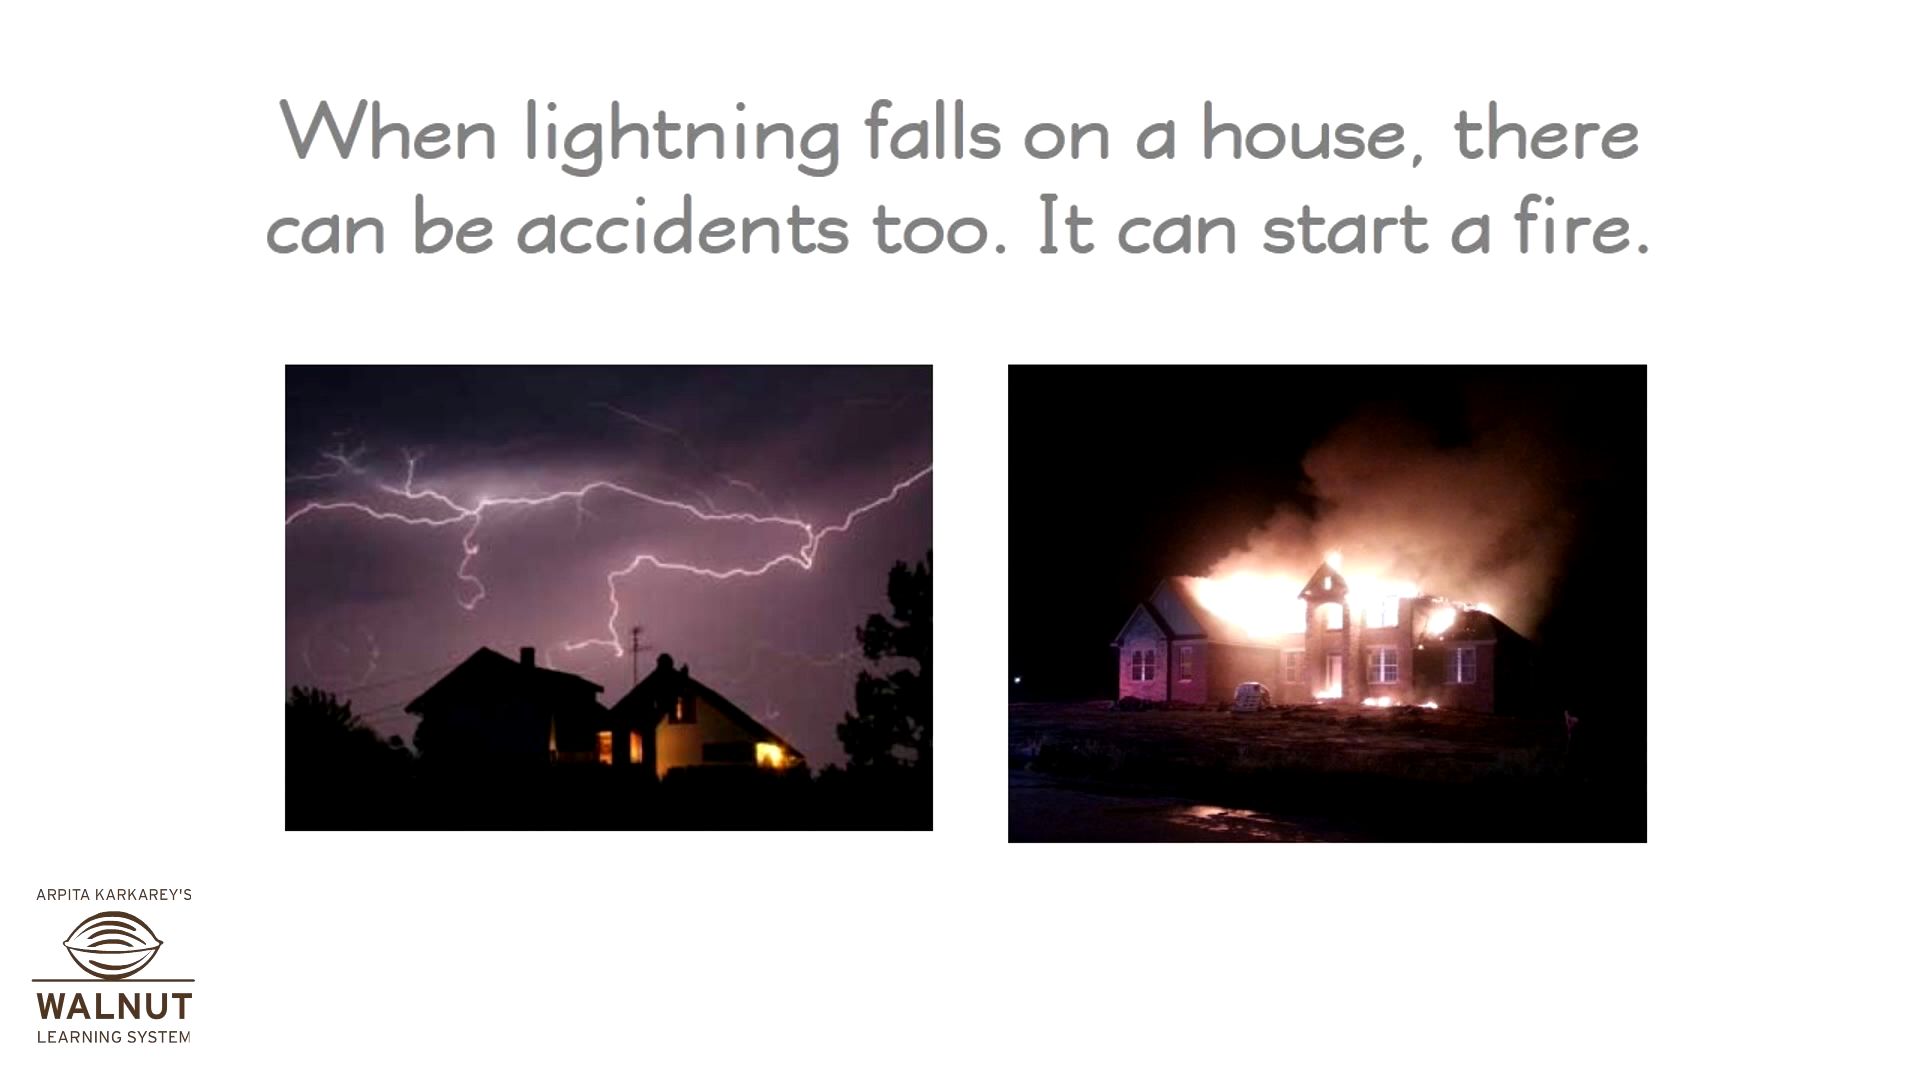 When lightning falls on a house, there
can be accidents too. It can start a fire.
ARPITA KARKAREY'S
WALNUT
LEARNING SYSTEM